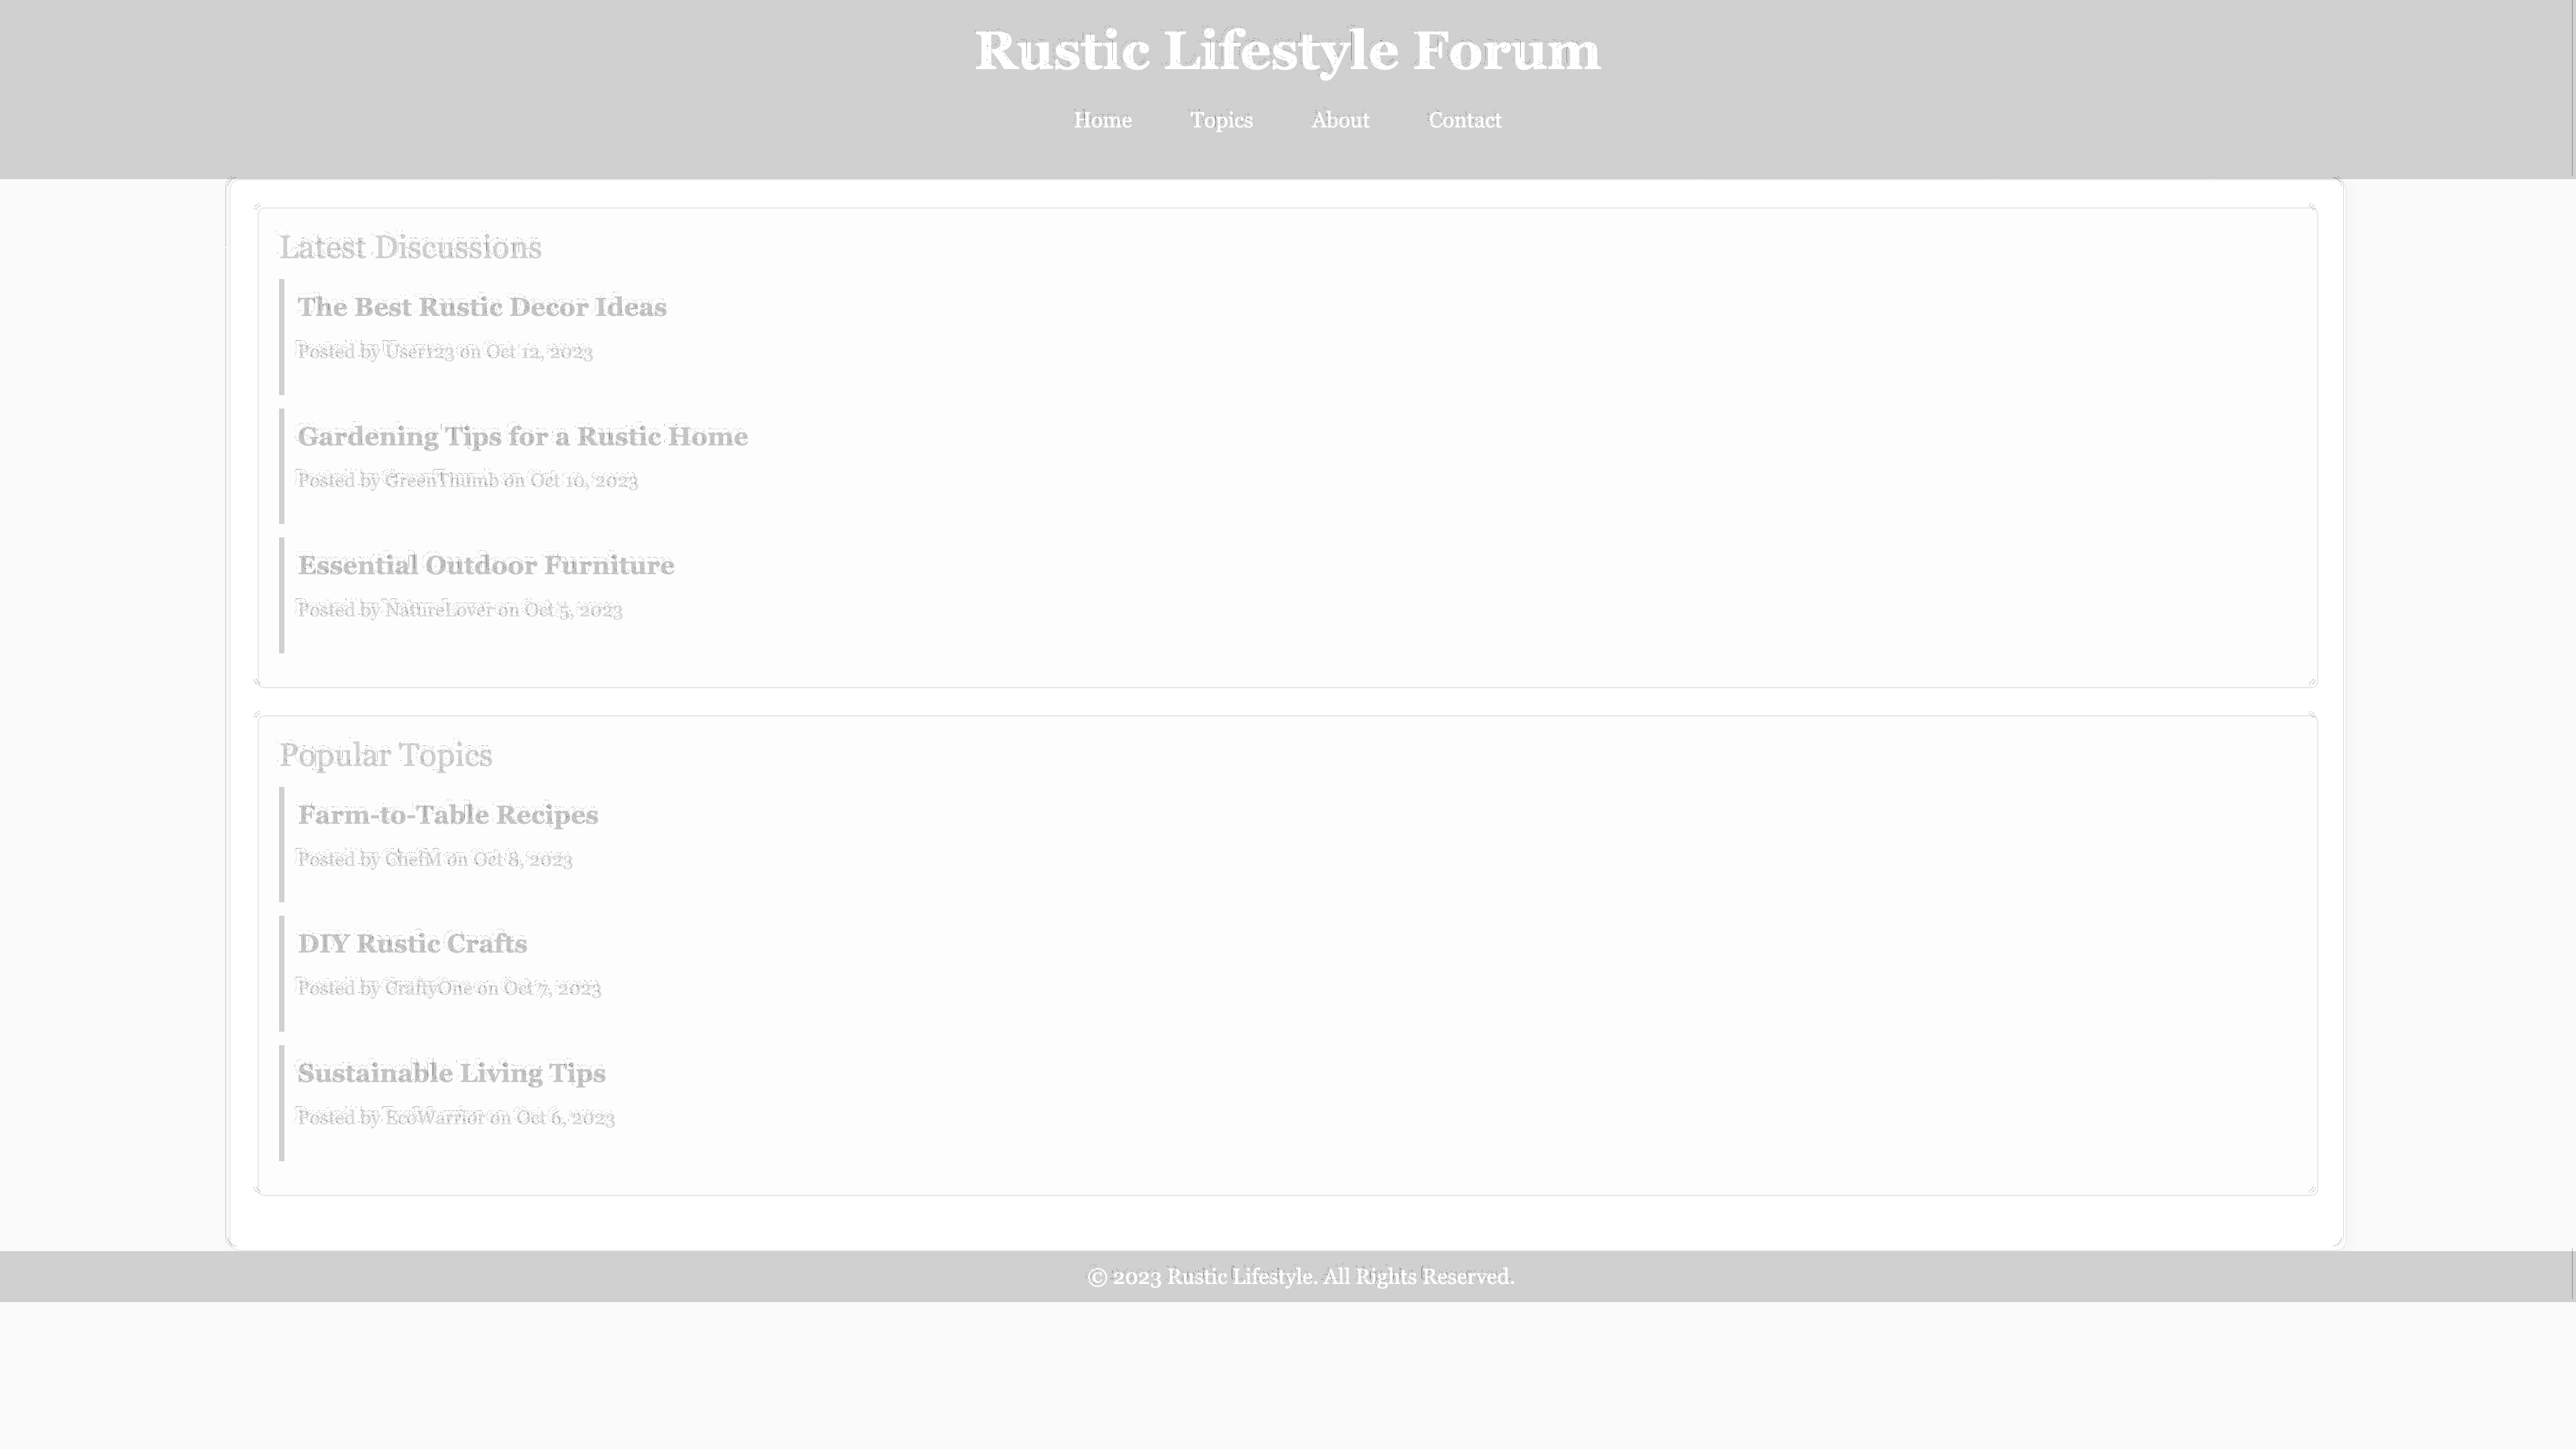 Rustic Lifestyle Forum
Home Topics About Contact
Latest Discussions
The Best Rustic Decor Ideas
Posted by User123 on Oct 12, 2023
Gardening Tips for a Rustic Home
Posted by GreenThumb on Oct 10, 2023
Essential Outdoor Furniture
Posted by NatureLover on Oct 5, 2023
Popular Topics
Farm-to-Table Recipes
Posted by ChefM on Oct 8, 2023
DIY Rustic Crafts
Posted by CraftyOne on Oct 7, 2023
Sustainable Living Tips
Posted by EcoWarrior on Oct 6, 2023
© 2023 Rustic Lifestyle. All Rights Reserved.